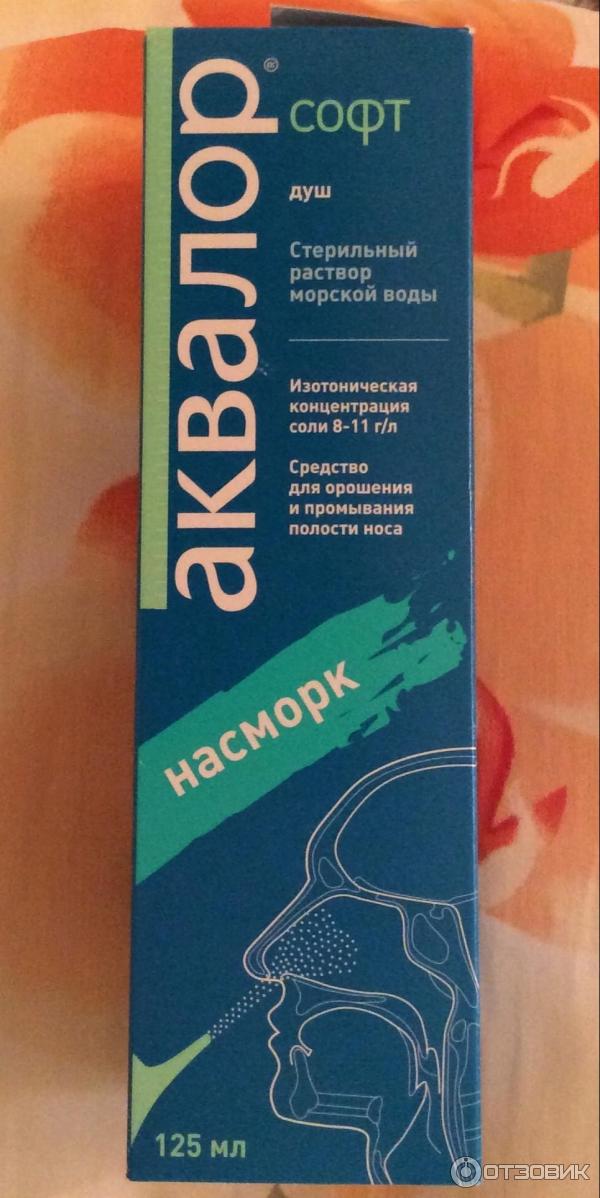 аквалор®
софт
душ
Стерильный
раствор
морской воды
Изотоническая
концентрация
соли 8-11 г/л
Средство
для орошения
и промывания
полости носа
насморк
125 мл
ОТЗОВИК